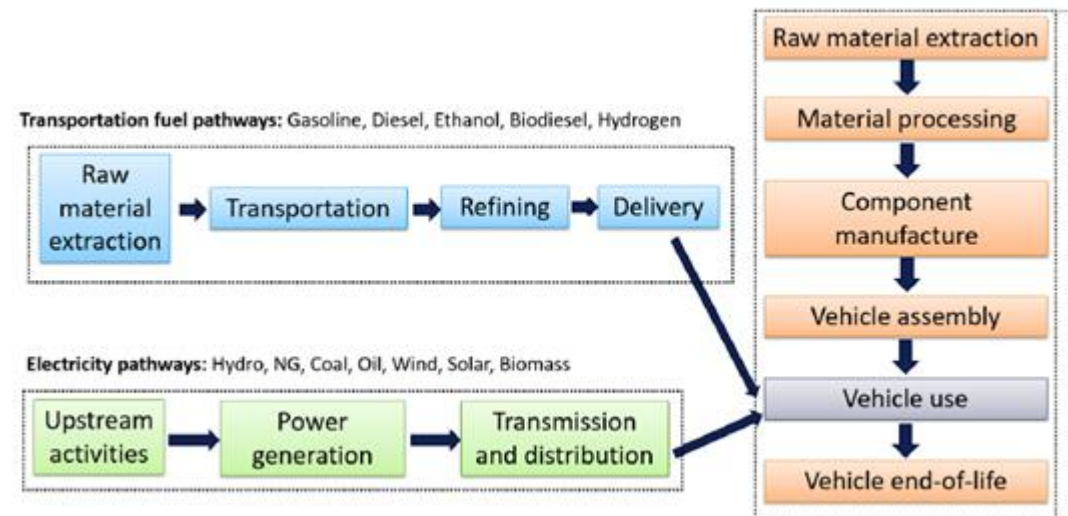 Transportation fuel pathways: Gasoline, Diesel, Ethanol, Biodiesel, Hydrogen
Raw
material
extraction
Transportation
Refining
Delivery
Electricity pathways: Hydro, NG, Coal, Oil, Wind, Solar, Biomass
Upstream
activities
Power
generation
Transmission
and distribution
Raw material extraction
Material processing
Component
manufacture
Vehicle assembly
Vehicle use
Vehicle end-of-life